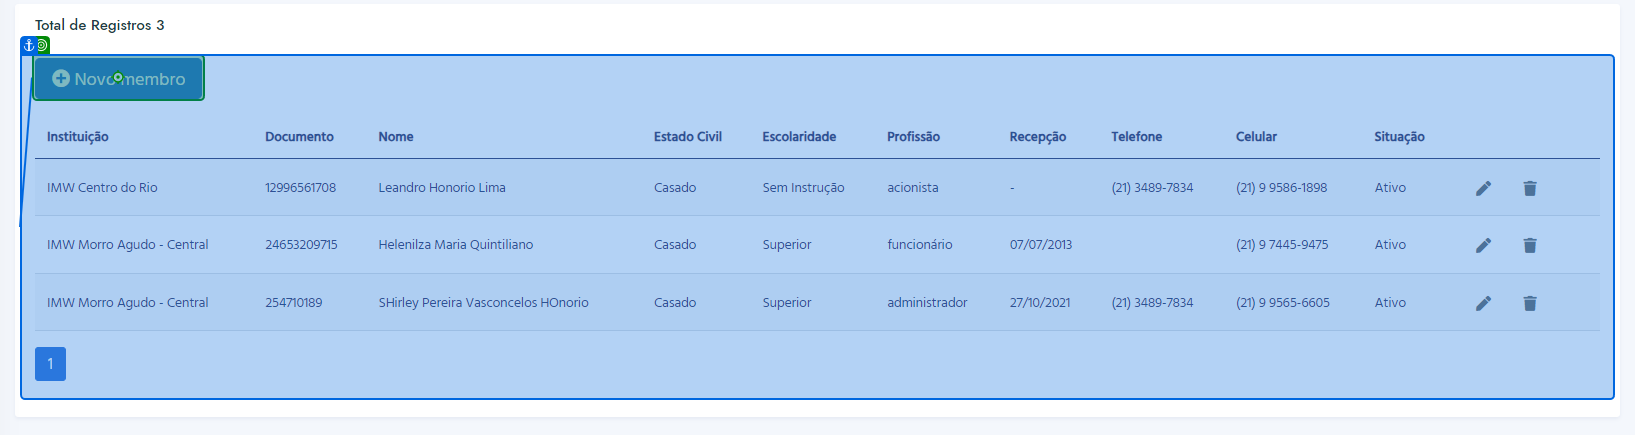 Total de Registros 3
Novo membro
Instituição Documento Nome Estado Civil Escolaridade Profissão Recepção Telefone Celular Situação
IMW Centro do Rio 12996561708 Leandro Honorio Lima Casado Sem Instrução acionista - (21) 3489-7834 (21) 9 9586-1898 Ativo
IMW Morro Agudo - Central 24653209715 Helenilza Maria Quintiliano Casado Superior funcionário 07/07/2013 (21) 9 7445-9475 Ativo
IMW Morro Agudo - Central 254710189 SHirley Pereira Vasconcelos HOnorio Casado Superior administrador 27/10/2021 (21) 3489-7834 (21) 9 9565-6605 Ativo
1